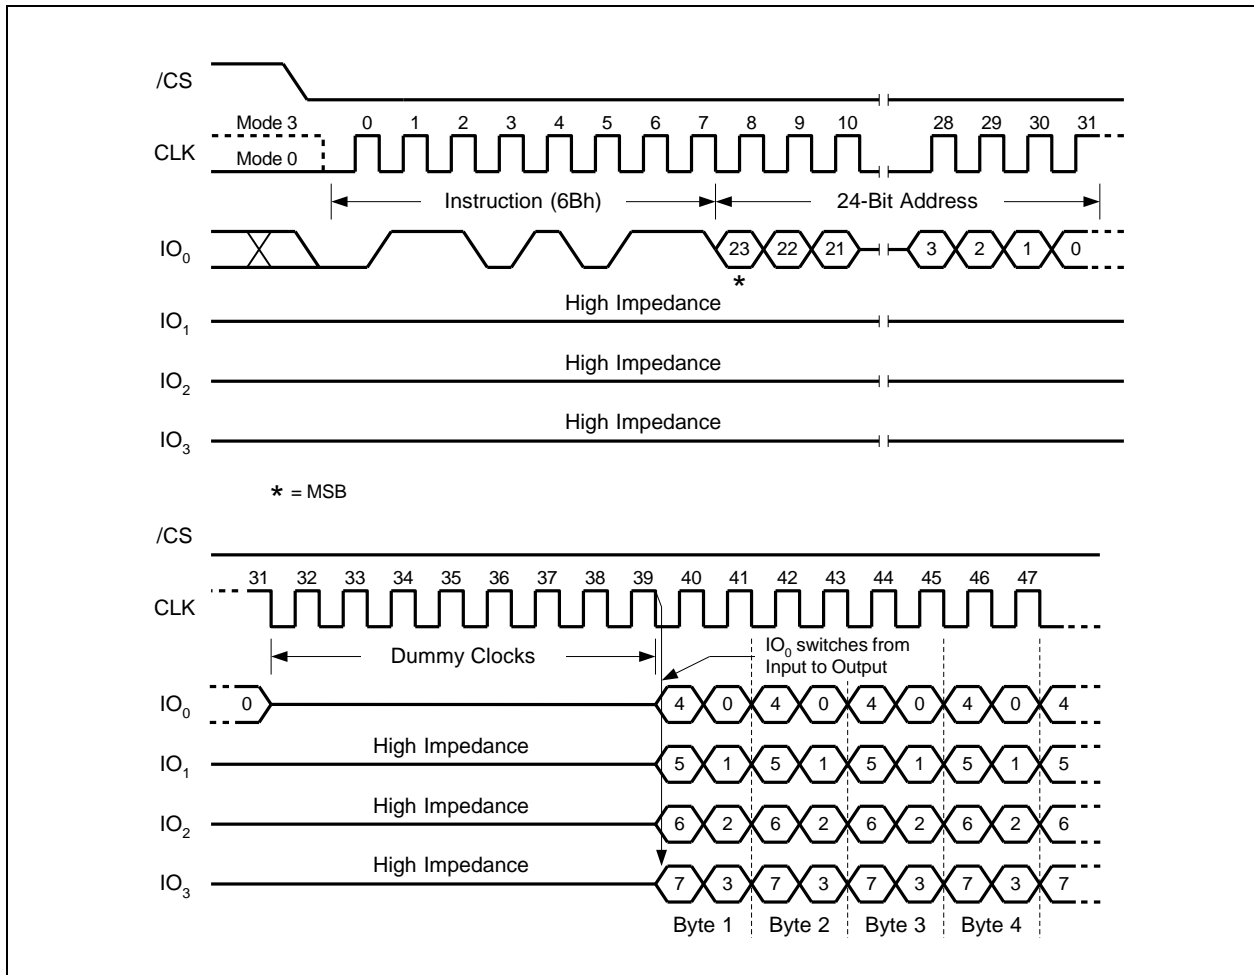 /CS
Mode 3 0 1 2 3 4 5 6 7 8 9 10 28 29 30 31
CLK
Mode 0
Instruction (6Bh) 24-Bit Address
IO0 23 22 21 3 2 1 0
*
High Impedance
IO1
High Impedance
IO2
High Impedance
IO3
* = MSB
/CS
31 32 33 34 35 36 37 38 39 40 41 42 43 44 45 46 47
CLK
Dummy Clocks
IO0 switches from
Input to Output
IO0 0 4 0 4 0 4 0 4 0 4
High Impedance
IO1 5 1 5 1 5 1 5 1 5
High Impedance
IO2 6 2 6 2 6 2 6 2 6
High Impedance
IO3 7 3 7 3 7 3 7 3 7
Byte 1 Byte 2 Byte 3 Byte 4